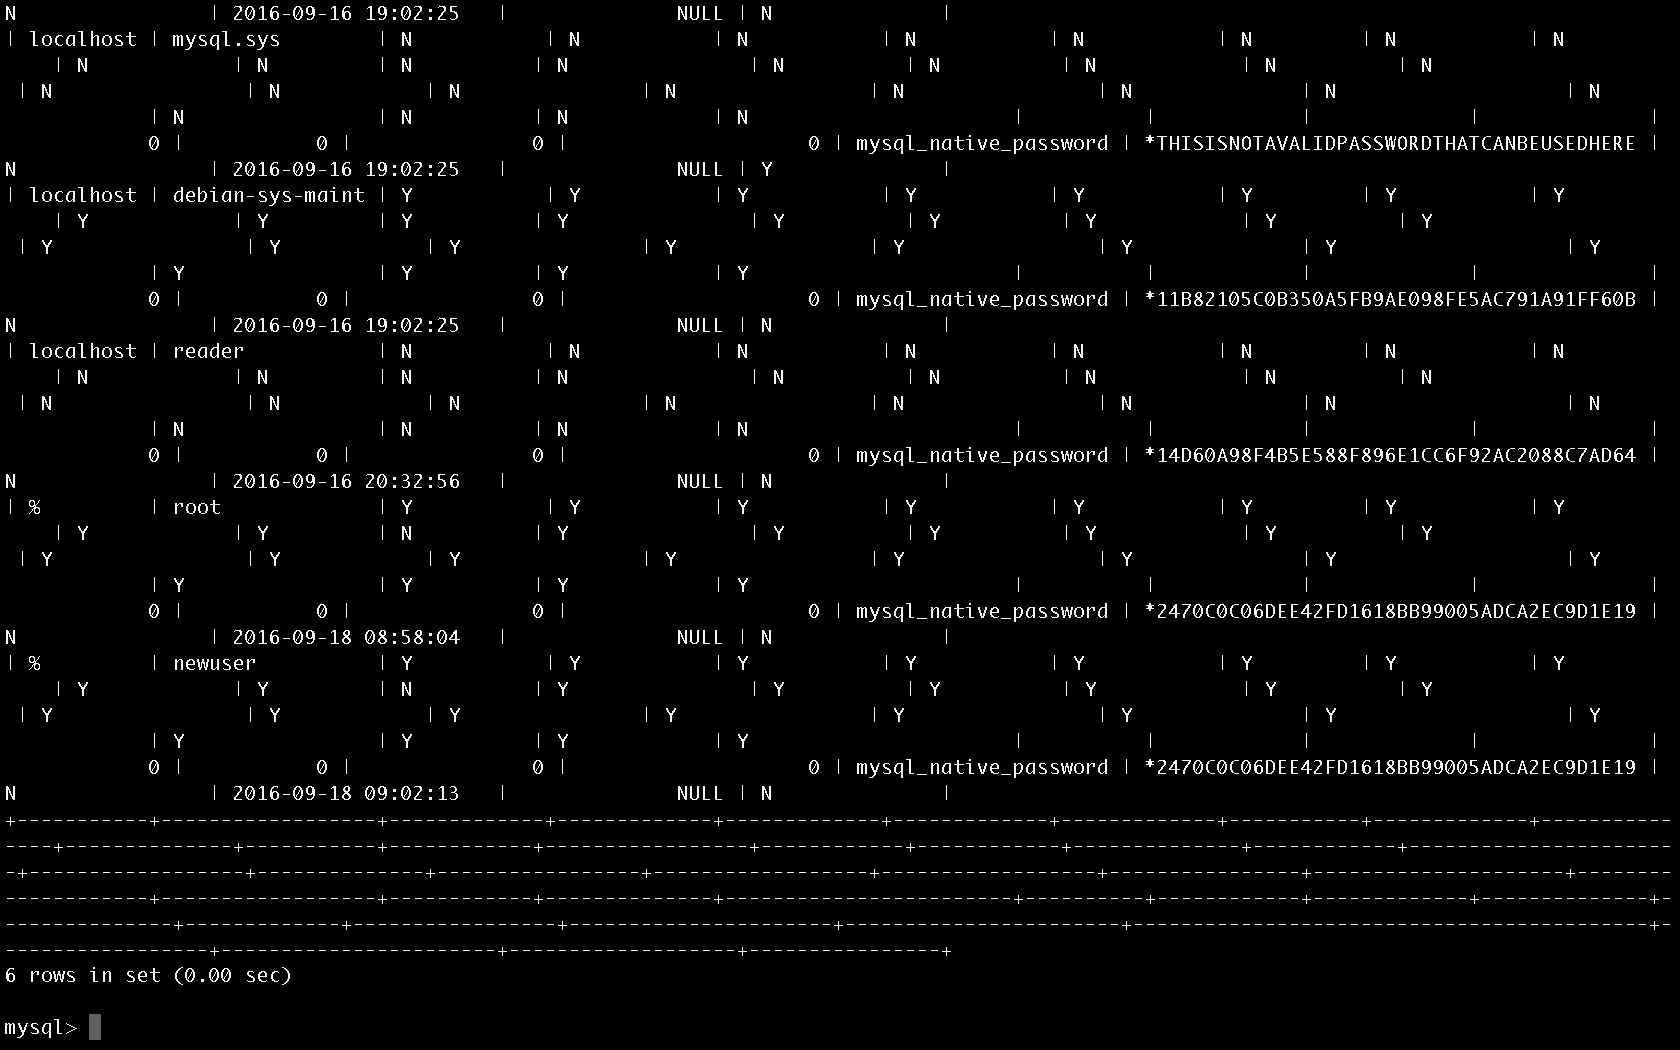 N | 2016-09-16 19:02:25 | NULL | N |
| localhost | mysql.sys | N | N | N | N | N | N | N | N
| N | N | N | N | N | N | N | N | N
| N | N | N | N | N | N | N | N
| N | N | N | N | | | | |
0 | 0 | 0 | 0 | mysql_native_password | *THISISNOTAVALIDPASSWORDTHATCANBEUSEDHERE |
N | 2016-09-16 19:02:25 | NULL | Y |
| localhost | debian-sys-maint | Y | Y | Y | Y | Y | Y | Y | Y
| Y | Y | Y | Y | Y | Y | Y | Y | Y
| Y | Y | Y | Y | Y | Y | Y | Y
| Y | Y | Y | Y | | | | |
0 | 0 | 0 | 0 | mysql_native_password | *11B82105C0B350A5FB9AE098FE5AC791A91FF60B |
N | 2016-09-16 19:02:25 | NULL | N |
| localhost | reader | N | N | N | N | N | N | N | N
| N | N | N | N | N | N | N | N | N
| N | N | N | N | N | N | N | N
| N | N | N | N | | | | |
0 | 0 | 0 | 0 | mysql_native_password | *14D60A98F4B5E588F896E1CC6F92AC2088C7AD64 |
N | 2016-09-16 20:32:56 | NULL | N |
| % | root | Y | Y | Y | Y | Y | Y | Y | Y
| Y | Y | N | Y | Y | Y | Y | Y | Y
| Y | Y | Y | Y | Y | Y | Y | Y
| Y | Y | Y | Y | | | | |
0 | 0 | 0 | 0 | mysql_native_password | *2470C0C06DEE42FD1618BB99005ADCA2EC9D1E19 |
N | 2016-09-18 08:58:04 | NULL | N |
| % | newuser | Y | Y | Y | Y | Y | Y | Y | Y
| Y | Y | N | Y | Y | Y | Y | Y | Y
| Y | Y | Y | Y | Y | Y | Y | Y
| Y | Y | Y | Y | | | | |
0 | 0 | 0 | 0 | mysql_native_password | *2470C0C06DEE42FD1618BB99005ADCA2EC9D1E19 |
N | 2016-09-18 09:02:13 | NULL | N |
+-----------+------------------+-------------+-------------+-------------+-------------+-------------+-----------+-------------+-----------
----+--------------+-----------+------------+-----------------+------------+------------+--------------+------------+----------------------
-+------------------+--------------+-----------------+------------------+------------------+----------------+---------------------+--------
------------+------------------+------------+--------------+------------------------+----------+------------+-------------+--------------+-
--------------+-------------+-----------------+----------------------+-----------------------+-------------------------------------------+-
-----------------+-----------------------+-------------------+----------------+
6 rows in set (0.00 sec)
mysql>